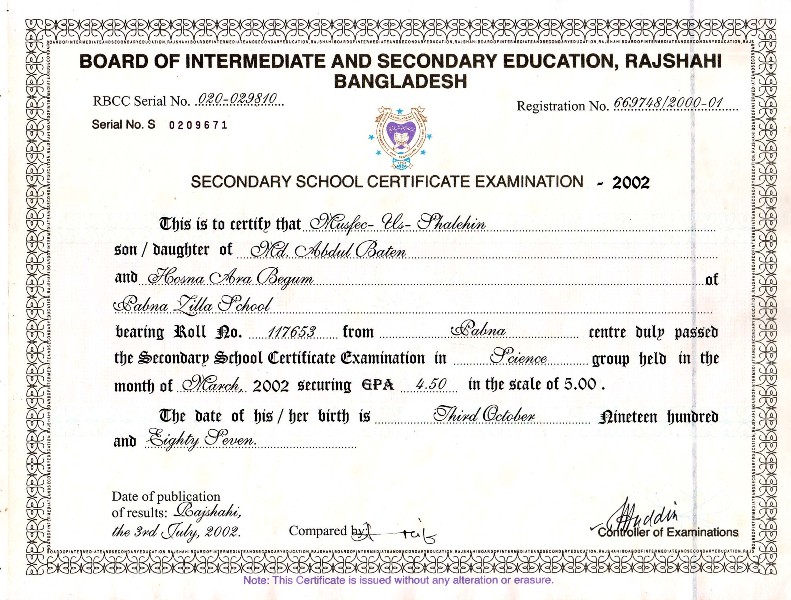 BOARD OF INTERMEDIATE AND SECONDARY EDUCATION, RAJSHAHI
BANGLADESH
RBCC Serial No. 020-029810
Registration No. 669748/2000-01
Serial No. S 0209671
SECONDARY SCHOOL CERTIFICATE EXAMINATION - 2002
This is to certify that Musfec- Us- Shalehin
son / daughter of Md. Abdul Baten
and Hosna Ara Begum of
Pabna Zilla School
bearing Roll No. 117653 from Pabna centre duly passed
the Secondary School Certificate Examination in Science group held in the
month of March, 2002 securing GPA 4.50 in the scale of 5.00 .
The date of his / her birth is Third October Nineteen hundred
and Eighty Seven.
Date of publication
of results: Rajshahi,
the 3rd July, 2002.
Compared by
Controller of Examinations
Note: This Certificate is issued without any alteration or erasure.